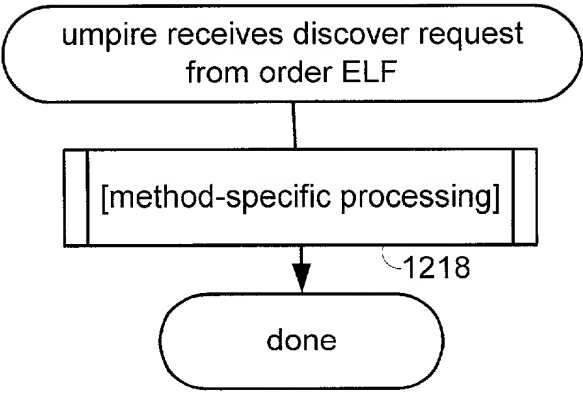 umpire receives discover request
from order ELF
[method-specific processing]
1218
done